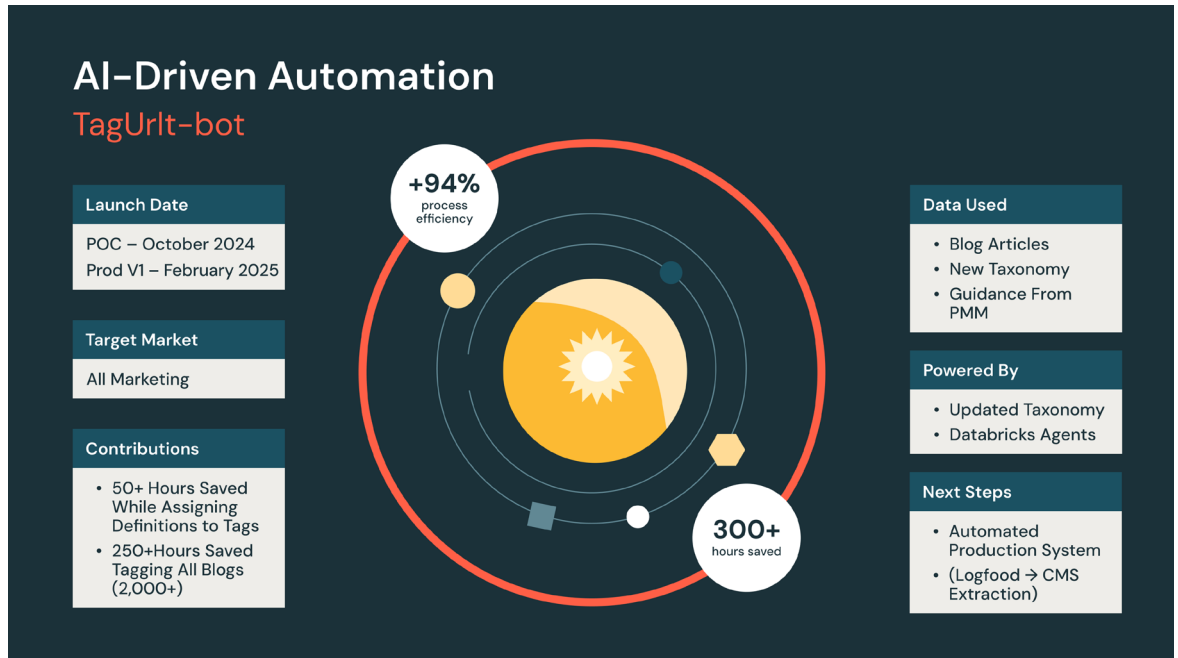 AI-Driven Automation
TagUrIt-bot
Launch Date
POC – October 2024
Prod V1 – February 2025
Target Market
All Marketing
Contributions
• 50+ Hours Saved
While Assigning
Definitions to Tags
• 250+Hours Saved
Tagging All Blogs
(2,000+)
+94%
process
efficiency
300+
hours saved
Data Used
• Blog Articles
• New Taxonomy
• Guidance From
PMM
Powered By
• Updated Taxonomy
• Databricks Agents
Next Steps
• Automated
Production System
• (Logfood → CMS
Extraction)